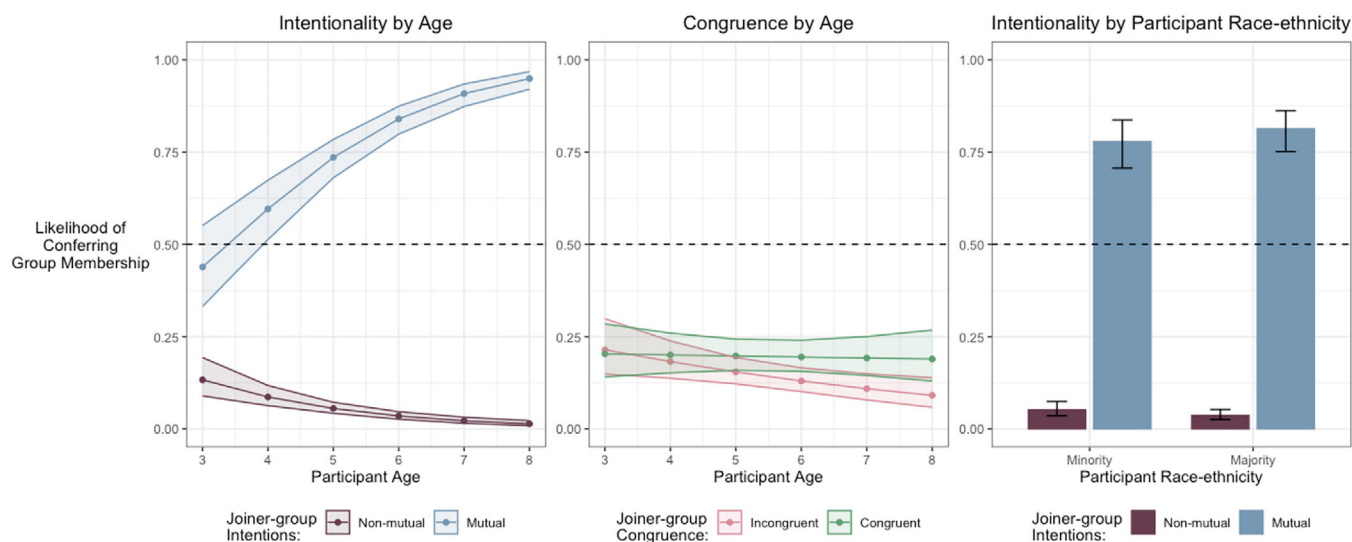 Intentionality by Age
Congruence by Age
Intentionality by Participant Race-ethnicity
Likelihood of
Conferring
Group Membership
1.00
0.75
0.50
0.25
0.00
3 4 5 6 7 8
Participant Age
1.00
0.75
0.50
0.25
0.00
3 4 5 6 7 8
Participant Age
1.00
0.75
0.50
0.25
0.00
Minority Majority
Participant Race-ethnicity
Joiner-group
Intentions:
Non-mutual Mutual
Joiner-group
Congruence:
Incongruent Congruent
Joiner-group
Intentions:
Non-mutual Mutual